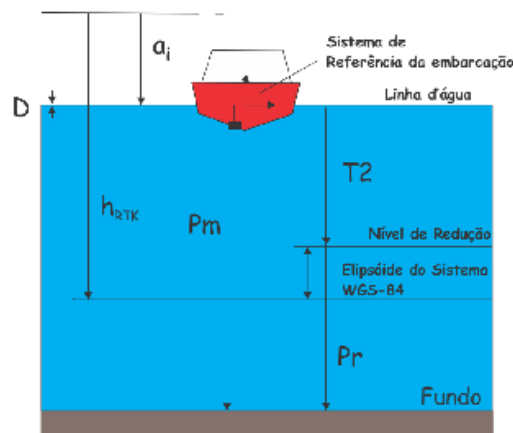 aᵢ
Sistema de
Referência da embarcação
Linha d'água
D
T2
hRTK
Pm
Nível de Redução
Elipsóide do Sistema
WGS-84
Pr
Fundo